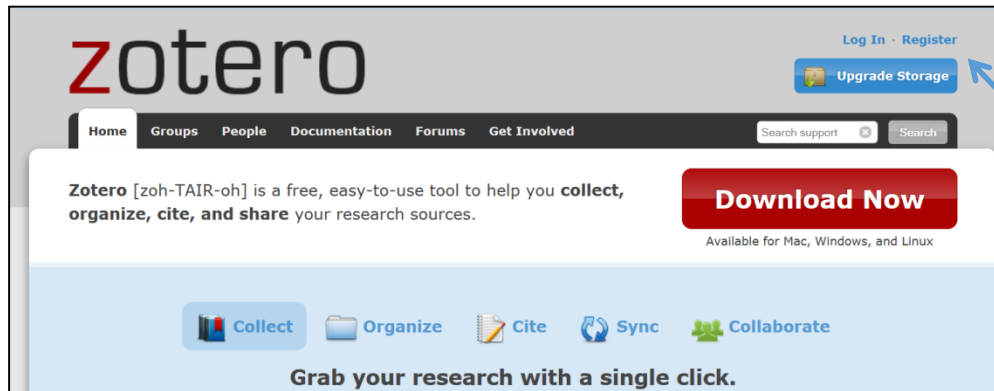 zotero
Log In · Register
Upgrade Storage
Home Groups People Documentation Forums Get Involved
Search support Search
Zotero [zoh-TAIR-oh] is a free, easy-to-use tool to help you collect,
organize, cite, and share your research sources.
Download Now
Available for Mac, Windows, and Linux
Collect Organize Cite Sync Collaborate
Grab your research with a single click.